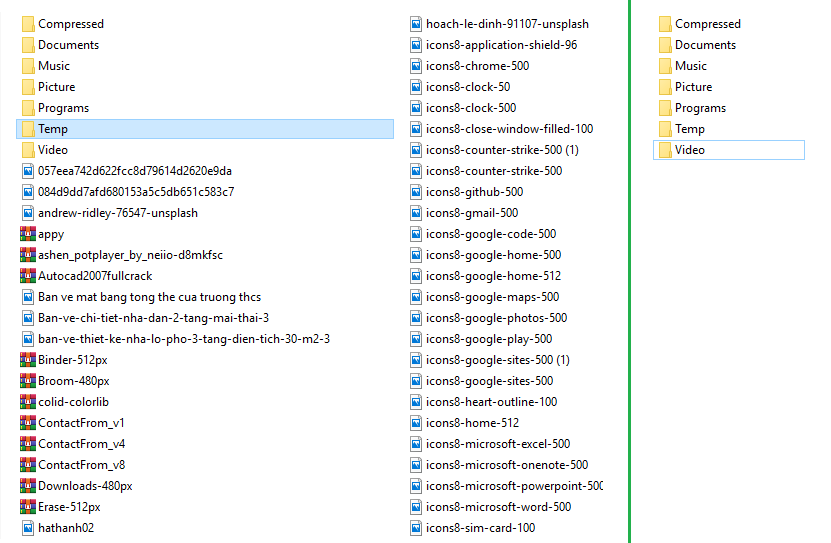 Compressed
Documents
Music
Picture
Programs
Temp
Video
057eea742d622fcc8d79614d2620e9da
084d9dd7afd680153a5c5db651c583c7
andrew-ridley-76547-unsplash
appy
ashen_potplayer_by_neiio-d8mkfsc
Autocad2007fullcrack
Ban ve mat bang tong the cua truong thcs
Ban-ve-chi-tiet-nha-dan-2-tang-mai-thai-3
ban-ve-thiet-ke-nha-lo-pho-3-tang-dien-tich-30-m2-3
Binder-512px
Broom-480px
colid-colorlib
ContactFrom_v1
ContactFrom_v4
ContactFrom_v8
Downloads-480px
Erase-512px
hathanh02
hoach-le-dinh-91107-unsplash
icons8-application-shield-96
icons8-chrome-500
icons8-clock-50
icons8-clock-500
icons8-close-window-filled-100
icons8-counter-strike-500 (1)
icons8-counter-strike-500
icons8-github-500
icons8-gmail-500
icons8-google-code-500
icons8-google-home-500
icons8-google-home-512
icons8-google-maps-500
icons8-google-photos-500
icons8-google-play-500
icons8-google-sites-500 (1)
icons8-google-sites-500
icons8-heart-outline-100
icons8-home-512
icons8-microsoft-excel-500
icons8-microsoft-onenote-500
icons8-microsoft-powerpoint-500
icons8-microsoft-word-500
icons8-sim-card-100
Compressed
Documents
Music
Picture
Programs
Temp
Video